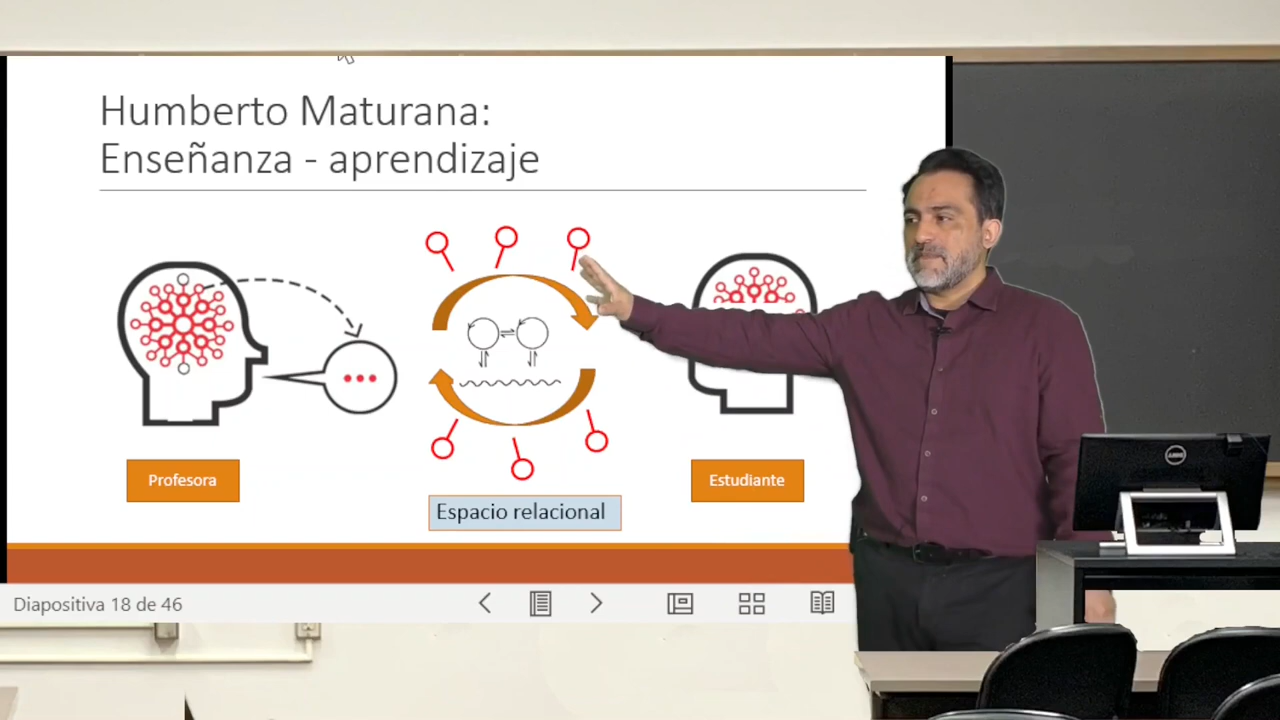 Humberto Maturana:
Enseñanza - aprendizaje
Profesora
Estudiante
Espacio relacional
Diapositiva 18 de 46